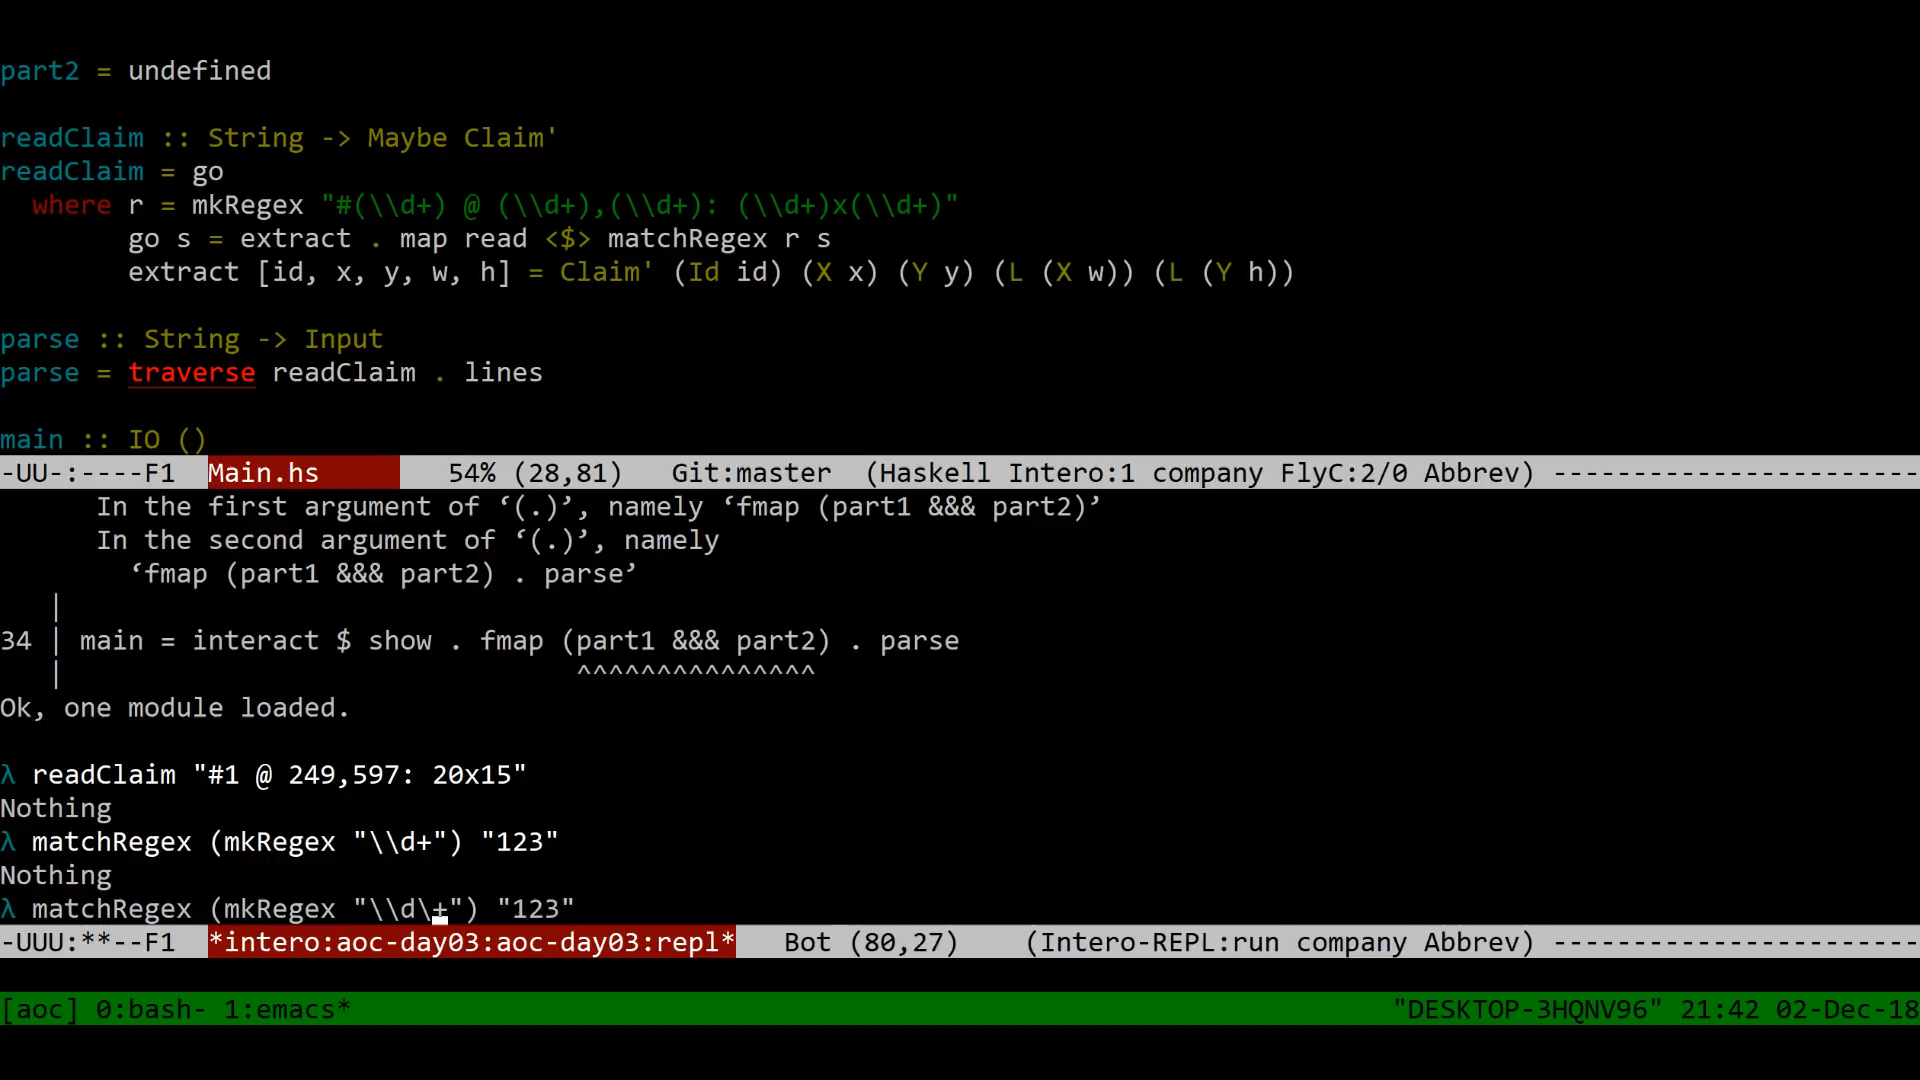 part2 = undefined
readClaim :: String -> Maybe Claim'
readClaim = go
  where r = mkRegex "#(\\d+) @ (\\d+),(\\d+): (\\d+)x(\\d+)"
        go s = extract . map read <$> matchRegex r s
        extract [id, x, y, w, h] = Claim' (Id id) (X x) (Y y) (L (X w)) (L (Y h))
parse :: String -> Input
parse = traverse readClaim . lines
main :: IO ()
-UU-:----F1  Main.hs        54% (28,81)   Git:master  (Haskell Intero:1 company FlyC:2/0 Abbrev) -----------------------
      In the first argument of ‘(.)’, namely ‘fmap (part1 &&& part2)’
      In the second argument of ‘(.)’, namely
        ‘fmap (part1 &&& part2) . parse’
   |
34 | main = interact $ show . fmap (part1 &&& part2) . parse
   |                                ^^^^^^^^^^^^^^^
Ok, one module loaded.
λ readClaim "#1 @ 249,597: 20x15"
Nothing
λ matchRegex (mkRegex "\\d+") "123"
Nothing
λ matchRegex (mkRegex "\\d\+") "123"
-UUU:**--F1  *intero:aoc-day03:aoc-day03:repl*   Bot (80,27)    (Intero-REPL:run company Abbrev) -----------------------
[aoc] 0:bash- 1:emacs*                                                                 "DESKTOP-3HQNV96" 21:42 02-Dec-18